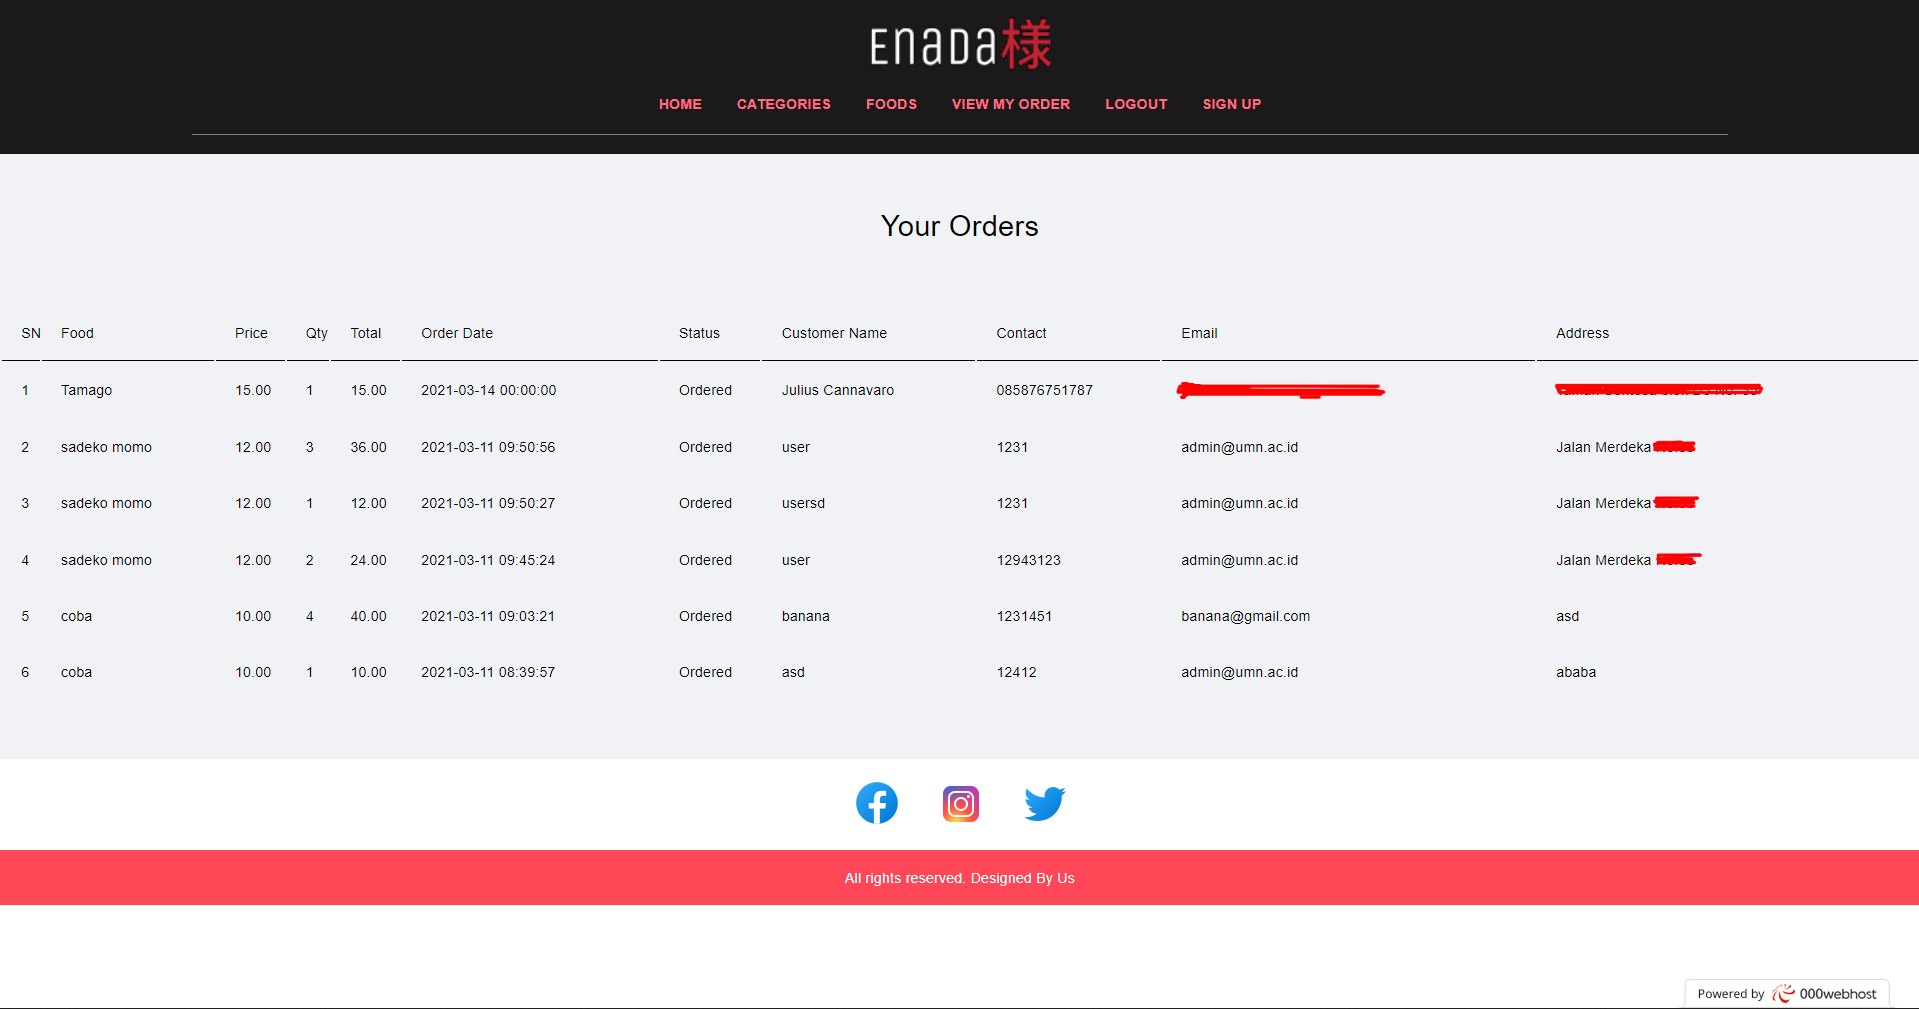 ENADA様
HOME CATEGORIES FOODS VIEW MY ORDER LOGOUT SIGN UP
Your Orders
SN Food Price Qty Total Order Date Status Customer Name Contact Email Address
1 Tamago 15.00 1 15.00 2021-03-14 00:00:00 Ordered Julius Cannavaro 085876751787
2 sadeko momo 12.00 3 36.00 2021-03-11 09:50:56 Ordered user 1231 admin@umn.ac.id Jalan Merdeka
3 sadeko momo 12.00 1 12.00 2021-03-11 09:50:27 Ordered usersd 1231 admin@umn.ac.id Jalan Merdeka
4 sadeko momo 12.00 2 24.00 2021-03-11 09:45:24 Ordered user 12943123 admin@umn.ac.id Jalan Merdeka
5 coba 10.00 4 40.00 2021-03-11 09:03:21 Ordered banana 1231451 banana@gmail.com asd
6 coba 10.00 1 10.00 2021-03-11 08:39:57 Ordered asd 12412 admin@umn.ac.id ababa
All rights reserved. Designed By Us
Powered by 000webhost